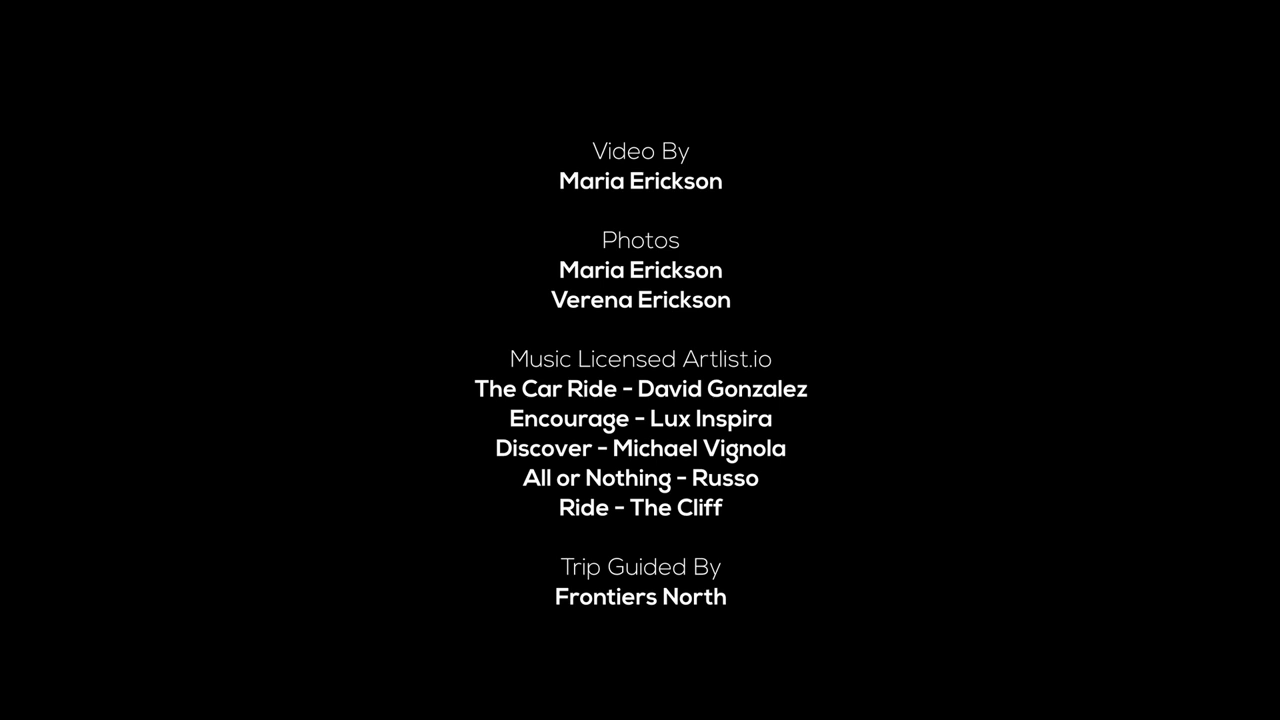 Video By
Maria Erickson
Photos
Maria Erickson
Verena Erickson
Music Licensed Artlist.io
The Car Ride - David Gonzalez
Encourage - Lux Inspira
Discover - Michael Vignola
All or Nothing - Russo
Ride - The Cliff
Trip Guided By
Frontiers North